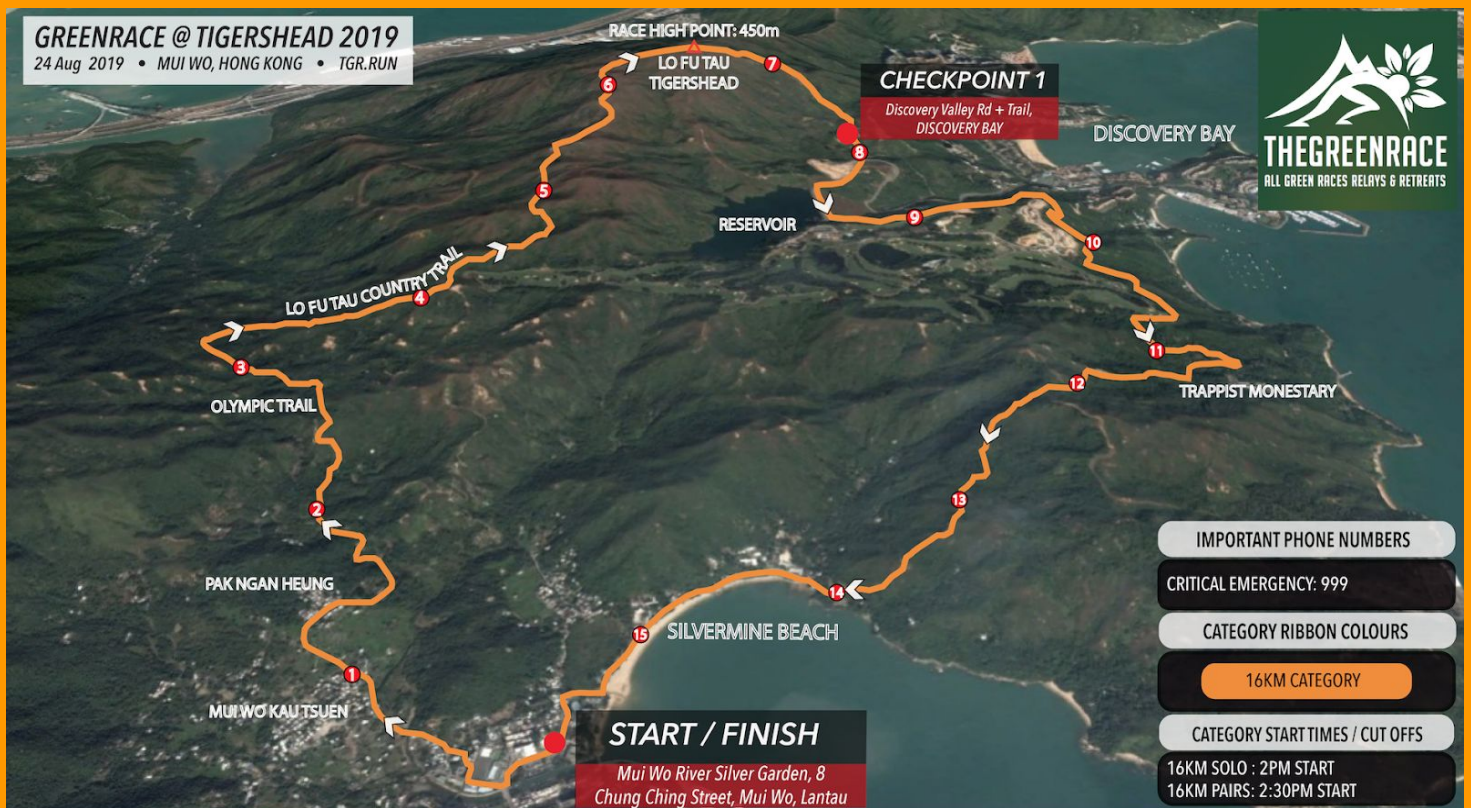 GREENRACE @ TIGERSHEAD 2019
24 Aug 2019 • MUI WO, HONG KONG • TGR.RUN
RACE HIGH POINT: 450m
LO FU TAU
TIGERSHEAD
6
7
CHECKPOINT 1
Discovery Valley Rd + Trail,
DISCOVERY BAY
DISCOVERY BAY
THEGREENRACE
ALL GREEN RACES RELAYS & RETREATS
8
5
RESERVOIR
9
10
LO FU TAU COUNTRY TRAIL
4
3
11
12
OLYMPIC TRAIL
TRAPPIST MONESTARY
2
13
PAK NGAN HEUNG
14
15
SILVERMINE BEACH
1
MUI WO KAU TSUEN
START / FINISH
Mui Wo River Silver Garden, 8
Chung Ching Street, Mui Wo, Lantau
IMPORTANT PHONE NUMBERS
CRITICAL EMERGENCY: 999
CATEGORY RIBBON COLOURS
16KM CATEGORY
CATEGORY START TIMES / CUT OFFS
16KM SOLO : 2PM START
16KM PAIRS: 2:30PM START